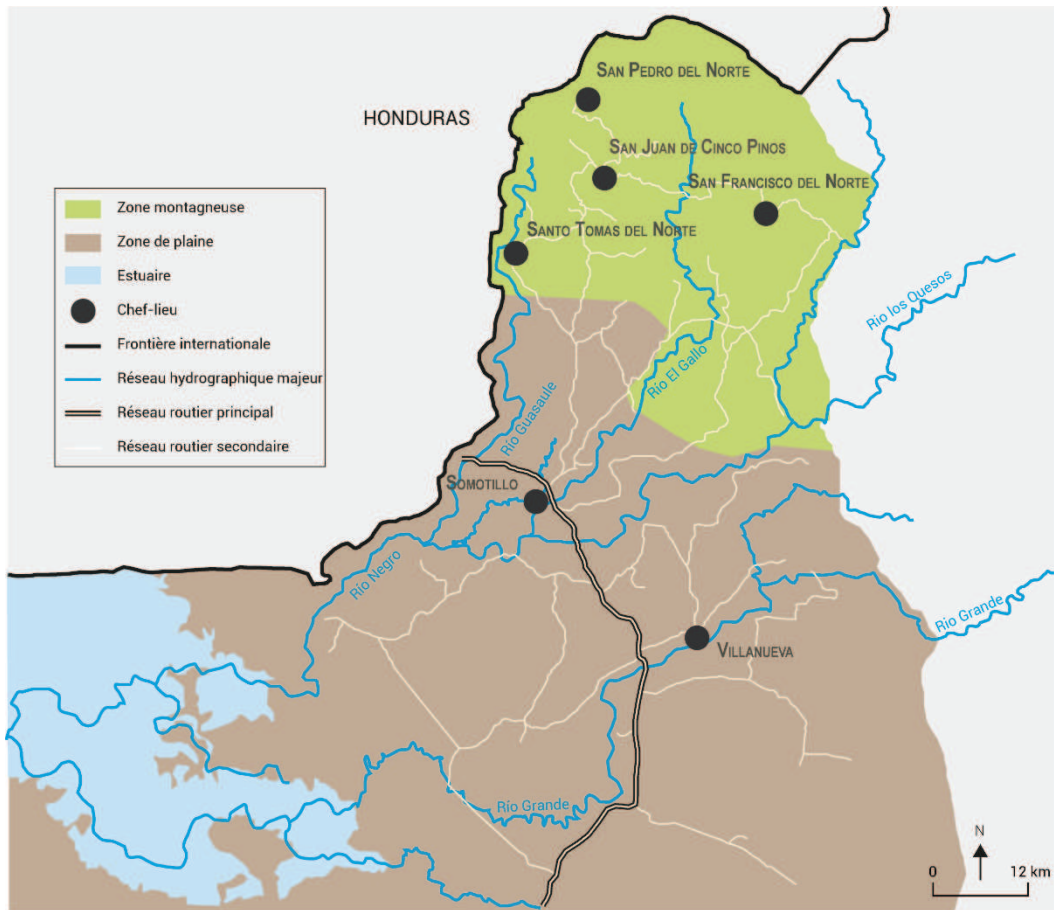 San Pedro del Norte
HONDURAS
San Juan de Cinco Pinos
San Francisco del Norte
Zone montagneuse
Zone de plaine
Estuaire
Chef-lieu
Frontière internationale
Réseau hydrographique majeur
Réseau routier principal
Réseau routier secondaire
Santo Tomas del Norte
Rio los Quesos
Río El Gallo
Rio Guasaule
Somotillo
Rio Negro
Rio Grande
Villanueva
Rio Grande
N
0 12 km